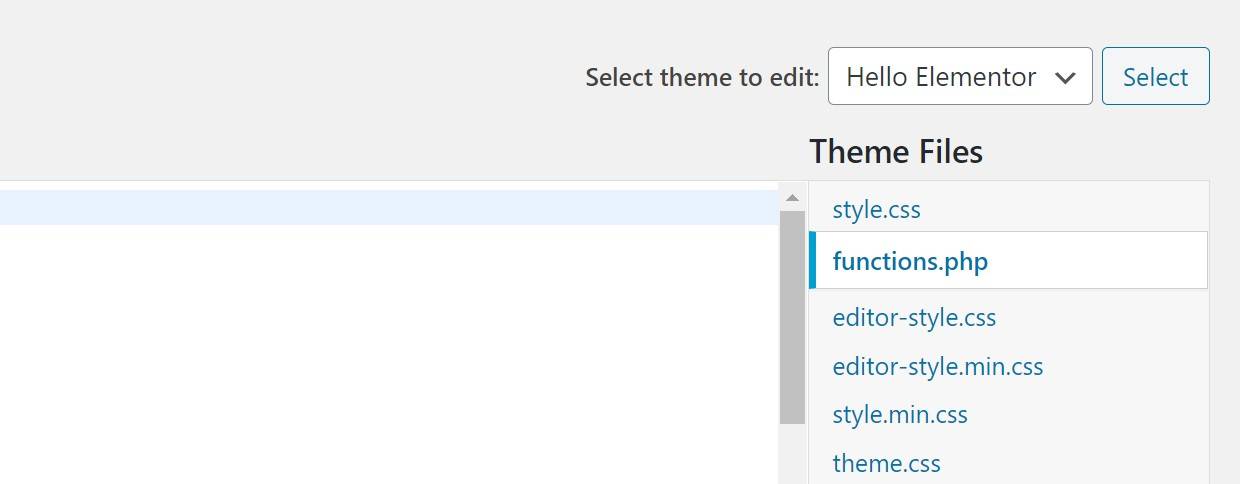 Select theme to edit: Hello Elementor Select
Theme Files
style.css
functions.php
editor-style.css
editor-style.min.css
style.min.css
theme.css